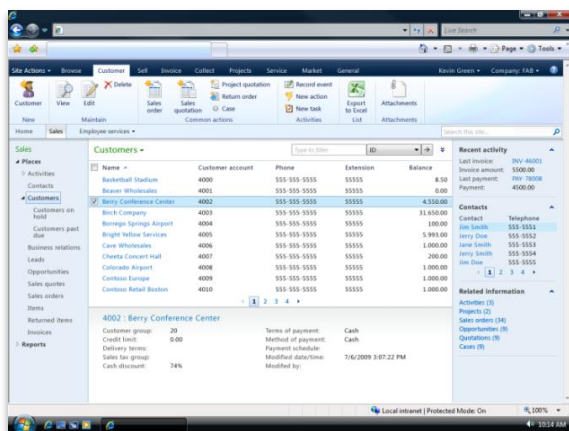 Live Search
Page Tools
Site Actions Browse Customer Sell Invoice Collect Projects Service Market General Kevin Green Company: FAB
Customer View Edit Delete Sales order Sales quotation Project quotation Return order Case Record event New action New task Export to Excel Attachments
New Maintain Common actions Activities List Attachments
Home Sales Employee services Search this site...
Sales
Places
Activities
Contacts
Customers
Customers on hold
Customers past due
Business relations
Leads
Opportunities
Sales quotes
Sales orders
Items
Returned items
Invoices
Reports
Customers Type to filter ID
Name Customer account Phone Extension Balance
Basketball Stadium 4000 555-555-5555 55555 8.50
Beaver Wholesales 4001 555-555-5555 55555 0.00
Berry Conference Center 4002 555-555-5555 55555 4.550.00
Birch Company 4003 555-555-5555 55555 31.650.00
Borrego Springs Airport 4004 555-555-5555 55555 100.00
Bright Yellow Services 4005 555-555-5555 55555 5.993.00
Cave Wholesales 4006 555-555-5555 55555 1.000.00
Cheeta Concert Hall 4007 555-555-5555 55555 200.00
Colorado Airport 4008 555-555-5555 55555 1.000.00
Contoso Europe 4009 555-555-5555 55555 1.000.00
Contoso Retail Boston 4010 555-555-5555 55555 1.000.00
1 2 3 4
4002 : Berry Conference Center
Customer group: 20 Terms of payment: Cash
Credit limit: 0.00 Method of payment: Cash
Delivery terms: Payment schedule:
Sales tax group: Modified date/time: 7/6/2009 3:07:22 PM
Cash discount: 74% Modified by:
Recent activity
Last invoice: INV-46001
Invoice amount: 5500.00
Last payment: PAY-78008
Payment: 4500.00
Contacts
Contact Telephone
Jim Smith 555-5551
Jerry Doe 555-5552
Jane Smith 555-5553
Jerry Smith 555-5554
Jim Doe 555-5555
1 2 3 4
Related information
Activities (3)
Projects (2)
Sales orders (34)
Opportunities (9)
Quotations (9)
Cases (9)
Local intranet | Protected Mode: On 100%
10:14 AM